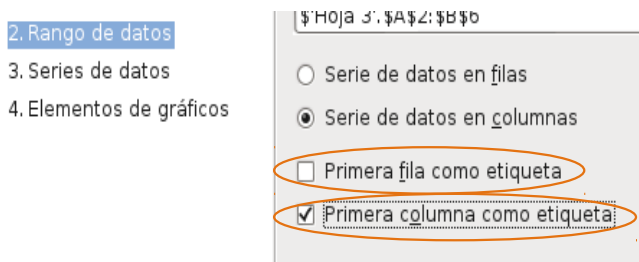 2. Rango de datos
3. Series de datos
4. Elementos de gráficos
$'Hoja 3'.$A$2:$B$6
Serie de datos en filas
Serie de datos en columnas
Primera fila como etiqueta
Primera columna como etiqueta